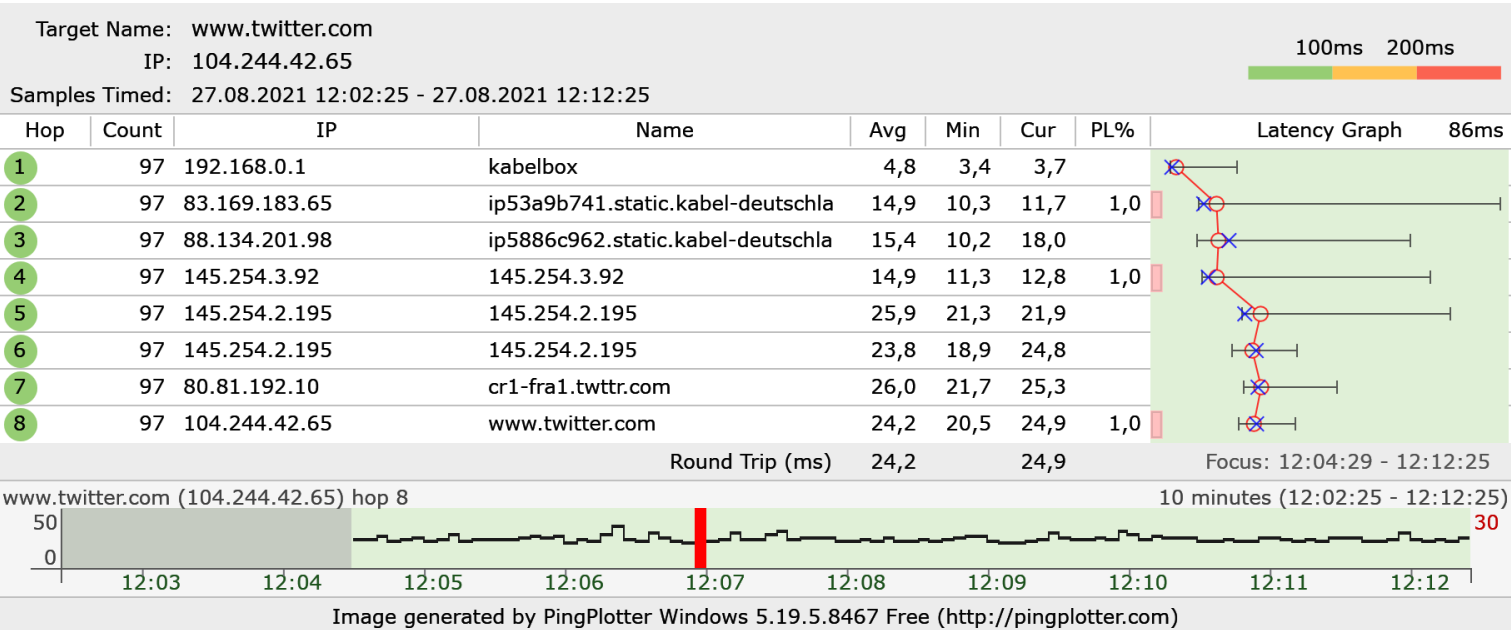 Target Name: www.twitter.com
IP: 104.244.42.65
Samples Timed: 27.08.2021 12:02:25 - 27.08.2021 12:12:25
100ms 200ms
Hop Count IP Name Avg Min Cur PL% Latency Graph 86ms
1 97 192.168.0.1 kabelbox 4,8 3,4 3,7
2 97 83.169.183.65 ip53a9b741.static.kabel-deutschla 14,9 10,3 11,7 1,0
3 97 88.134.201.98 ip5886c962.static.kabel-deutschla 15,4 10,2 18,0
4 97 145.254.3.92 145.254.3.92 14,9 11,3 12,8 1,0
5 97 145.254.2.195 145.254.2.195 25,9 21,3 21,9
6 97 145.254.2.195 145.254.2.195 23,8 18,9 24,8
7 97 80.81.192.10 cr1-fra1.twttr.com 26,0 21,7 25,3
8 97 104.244.42.65 www.twitter.com 24,2 20,5 24,9 1,0
Round Trip (ms) 24,2 24,9 Focus: 12:04:29 - 12:12:25
www.twitter.com (104.244.42.65) hop 8 10 minutes (12:02:25 - 12:12:25)
50 30
0
12:03 12:04 12:05 12:06 12:07 12:08 12:09 12:10 12:11 12:12
Image generated by PingPlotter Windows 5.19.5.8467 Free (http://pingplotter.com)